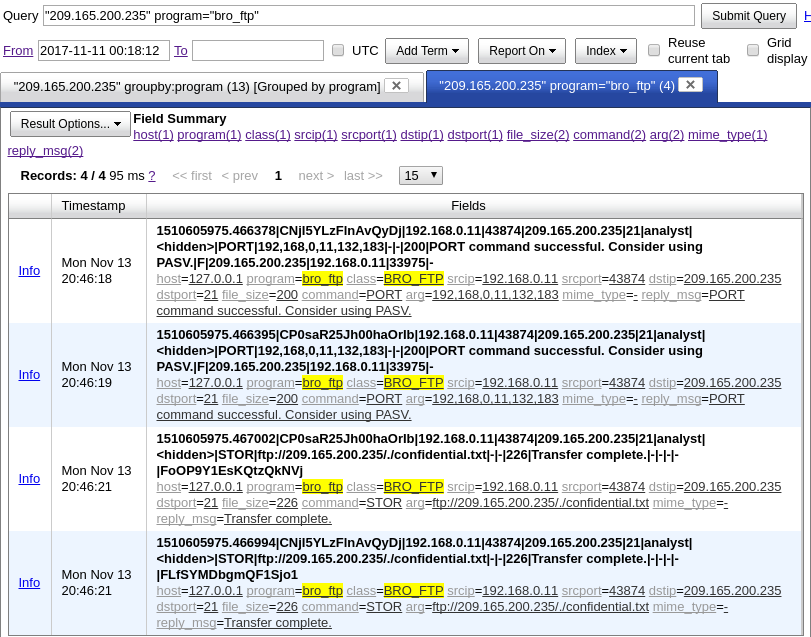 Query "209.165.200.235" program="bro_ftp" Submit Query H
From 2017-11-11 00:18:12 To UTC Add Term Report On Index Reuse current tab Grid display
"209.165.200.235" groupby:program (13) [Grouped by program] ✕ "209.165.200.235" program="bro_ftp" (4) ✕
Result Options... Field Summary
host(1) program(1) class(1) srcip(1) srcport(1) dstip(1) dstport(1) file_size(2) command(2) arg(2) mime_type(1)
reply_msg(2)
Records: 4 / 4 95 ms ? << first < prev 1 next > last >> 15
Timestamp Fields
Info
Mon Nov 13
20:46:18
1510605975.466378|CNjI5YLzFInAvQyDj|192.168.0.11|43874|209.165.200.235|21|analyst|
<hidden>|PORT|192,168,0,11,132,183|-|-|200|PORT command successful. Consider using
PASV.|F|209.165.200.235|192.168.0.11|33975|-
host=127.0.0.1 program=bro_ftp class=BRO_FTP srcip=192.168.0.11 srcport=43874 dstip=209.165.200.235
dstport=21 file_size=200 command=PORT arg=192,168,0,11,132,183 mime_type=- reply_msg=PORT
command successful. Consider using PASV.
Info
Mon Nov 13
20:46:19
1510605975.466395|CP0saR25Jh00haOrIb|192.168.0.11|43874|209.165.200.235|21|analyst|
<hidden>|PORT|192,168,0,11,132,183|-|-|200|PORT command successful. Consider using
PASV.|F|209.165.200.235|192.168.0.11|33975|-
host=127.0.0.1 program=bro_ftp class=BRO_FTP srcip=192.168.0.11 srcport=43874 dstip=209.165.200.235
dstport=21 file_size=200 command=PORT arg=192,168,0,11,132,183 mime_type=- reply_msg=PORT
command successful. Consider using PASV.
Info
Mon Nov 13
20:46:21
1510605975.467002|CP0saR25Jh00haOrIb|192.168.0.11|43874|209.165.200.235|21|analyst|
<hidden>|STOR|ftp://209.165.200.235/./confidential.txt|-|-|226|Transfer complete.|-|-|-|-
|FoOP9Y1EsKQtzQkNVj
host=127.0.0.1 program=bro_ftp class=BRO_FTP srcip=192.168.0.11 srcport=43874 dstip=209.165.200.235
dstport=21 file_size=226 command=STOR arg=ftp://209.165.200.235/./confidential.txt mime_type=-
reply_msg=Transfer complete.
Info
Mon Nov 13
20:46:21
1510605975.466994|CNjI5YLzFInAvQyDj|192.168.0.11|43874|209.165.200.235|21|analyst|
<hidden>|STOR|ftp://209.165.200.235/./confidential.txt|-|-|226|Transfer complete.|-|-|-|-
|FLfSYMDbgmQF1Sjo1
host=127.0.0.1 program=bro_ftp class=BRO_FTP srcip=192.168.0.11 srcport=43874 dstip=209.165.200.235
dstport=21 file_size=226 command=STOR arg=ftp://209.165.200.235/./confidential.txt mime_type=-
reply_msg=Transfer complete.